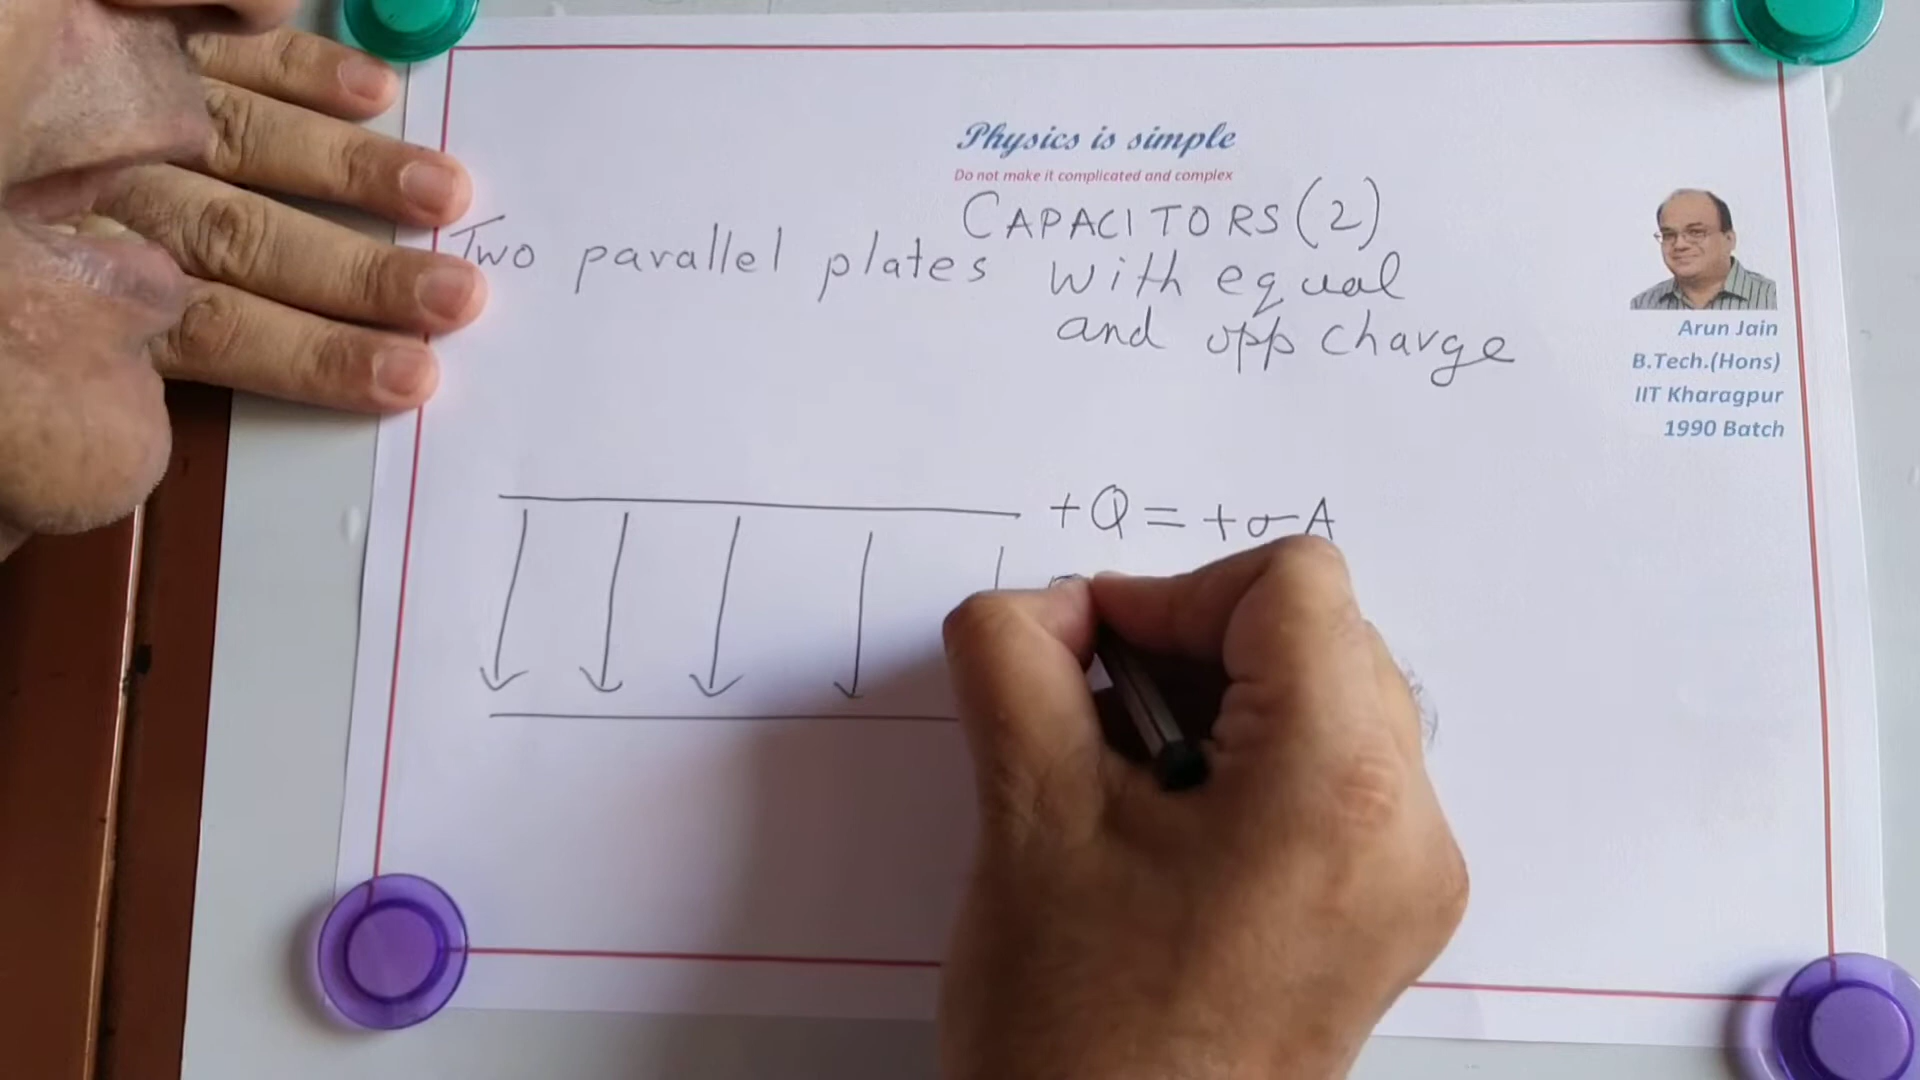 Physics is simple
Do not make it complicated and complex
CAPACITORS (2)
Two parallel plates with equal
and opp charge
Arun Jain
B.Tech.(Hons)
IIT Kharagpur
1990 Batch
+Q = +σA